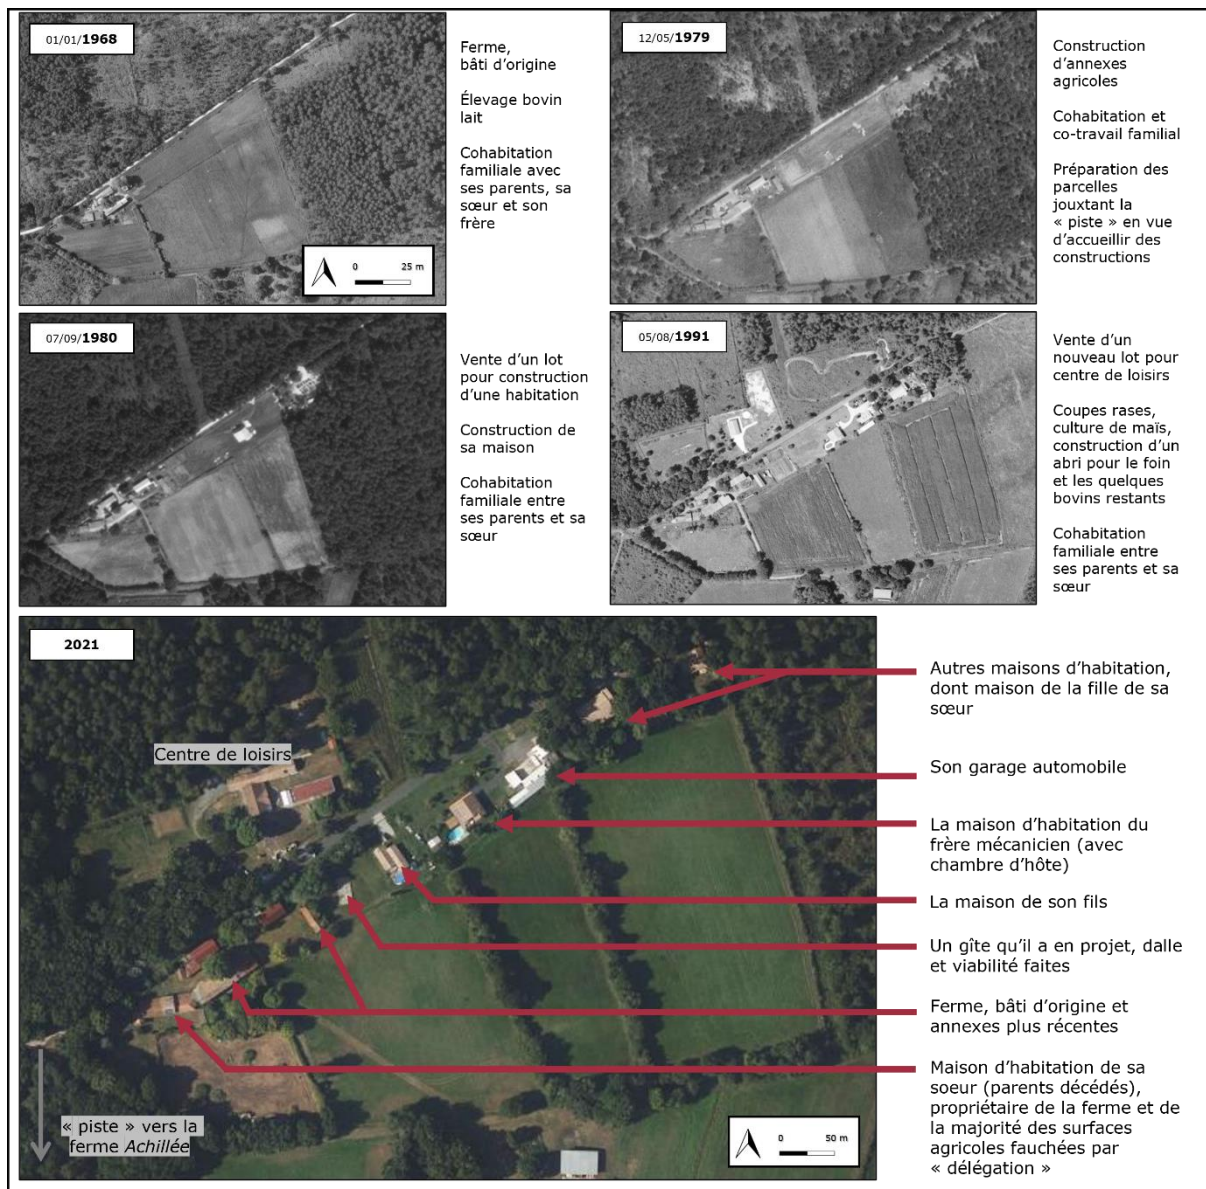 01/01/1968
Ferme,
bâti d'origine
Élevage bovin
lait
Cohabitation
familiale avec
ses parents, sa
sœur et son
frère
0 25 m
12/05/1979
Construction
d'annexes
agricoles
Cohabitation et
co-travail familial
Préparation des
parcelles
jouxtant la
« piste » en vue
d'accueillir des
constructions
07/09/1980
Vente d'un lot
pour construction
d'une habitation
Construction de
sa maison
Cohabitation
familiale entre
ses parents et sa
sœur
05/08/1991
Vente d'un
nouveau lot pour
centre de loisirs
Coupes rases,
culture de maïs,
construction d'un
abri pour le foin
et les quelques
bovins restants
Cohabitation
familiale entre
ses parents et sa
sœur
2021
Centre de loisirs
« piste » vers la
ferme Achillée
0 50 m
Autres maisons d'habitation,
dont maison de la fille de sa
sœur
Son garage automobile
La maison d'habitation du
frère mécanicien (avec
chambre d'hôte)
La maison de son fils
Un gîte qu'il a en projet, dalle
et viabilité faites
Ferme, bâti d'origine et
annexes plus récentes
Maison d'habitation de sa
soeur (parents décédés),
propriétaire de la ferme et de
la majorité des surfaces
agricoles fauchées par
« délégation »